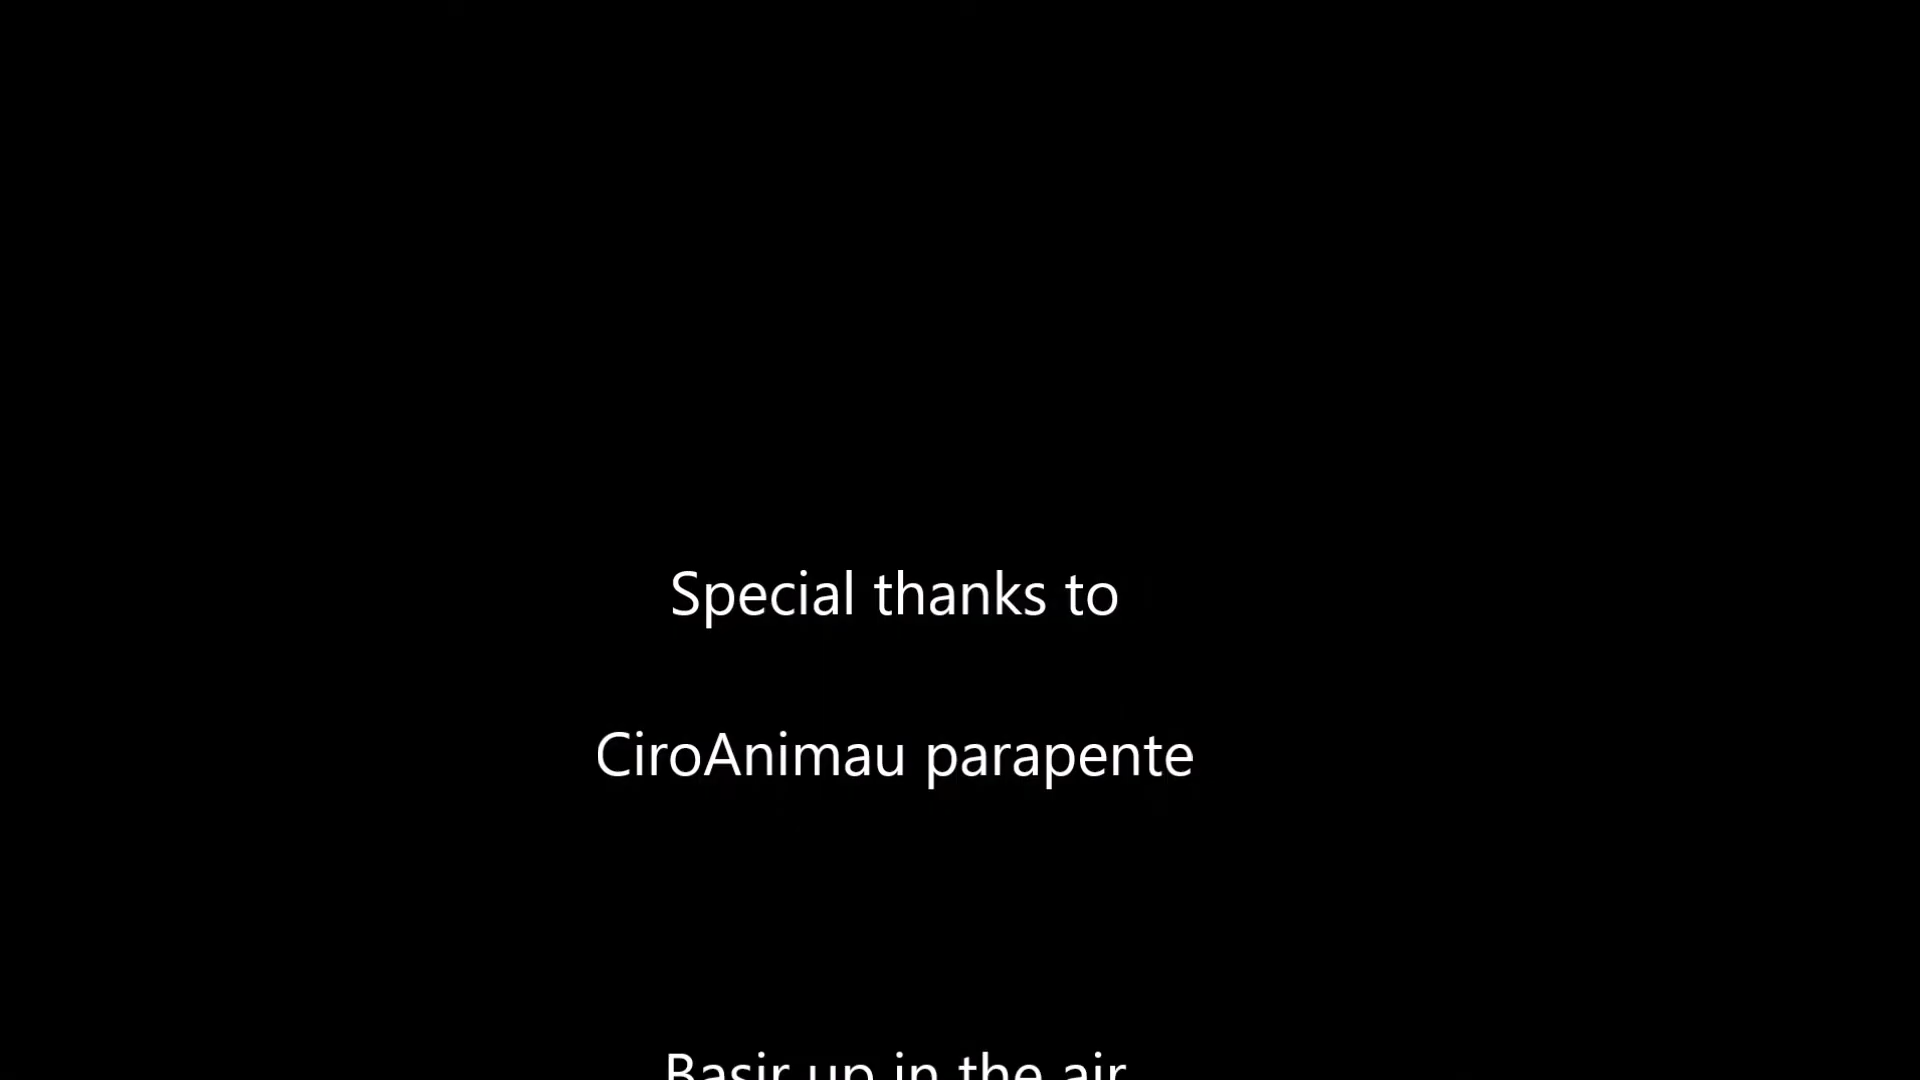 Special thanks to
CiroAnimau parapente
Basir up in the air